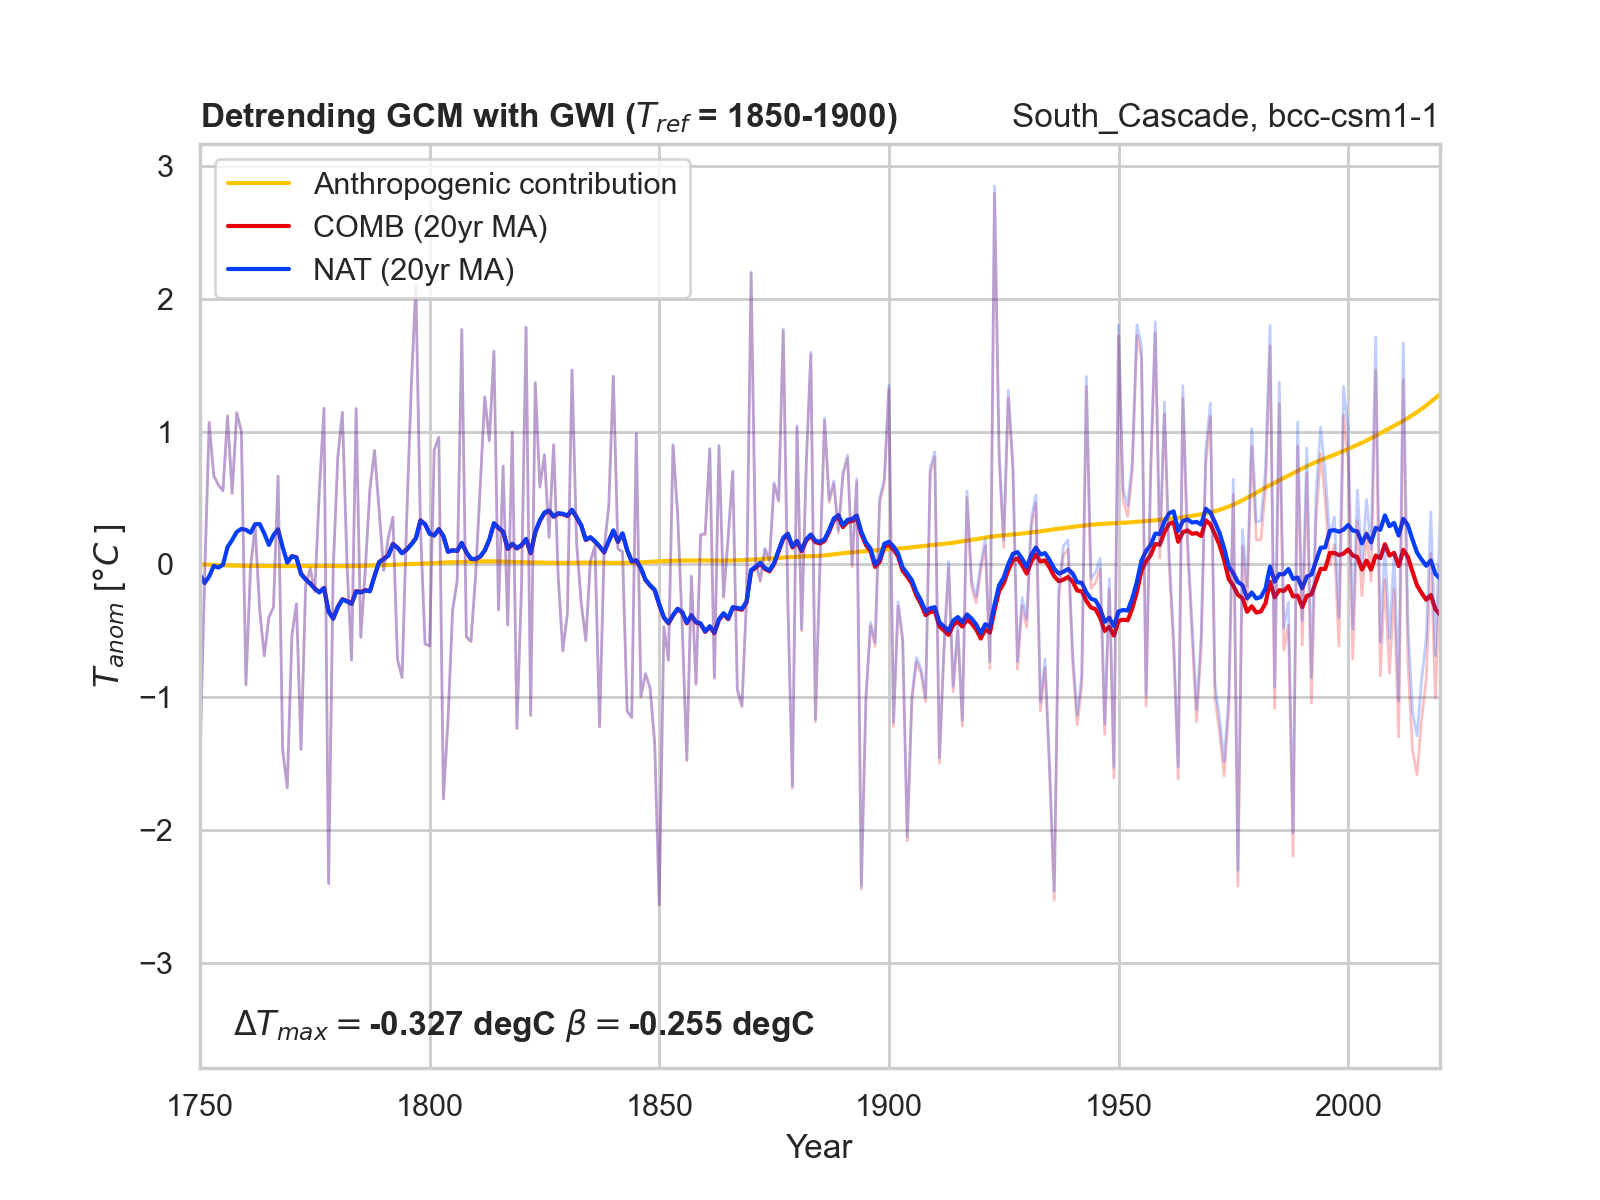 Detrending GCM with GWI (T_ref = 1850-1900) South_Cascade, bcc-csm1-1
Anthropogenic contribution
COMB (20yr MA)
NAT (20yr MA)
3
2
1
0
−1
−2
−3
T_anom [°C]
ΔT_max = -0.327 degC β = -0.255 degC
1750 1800 1850 1900 1950 2000
Year